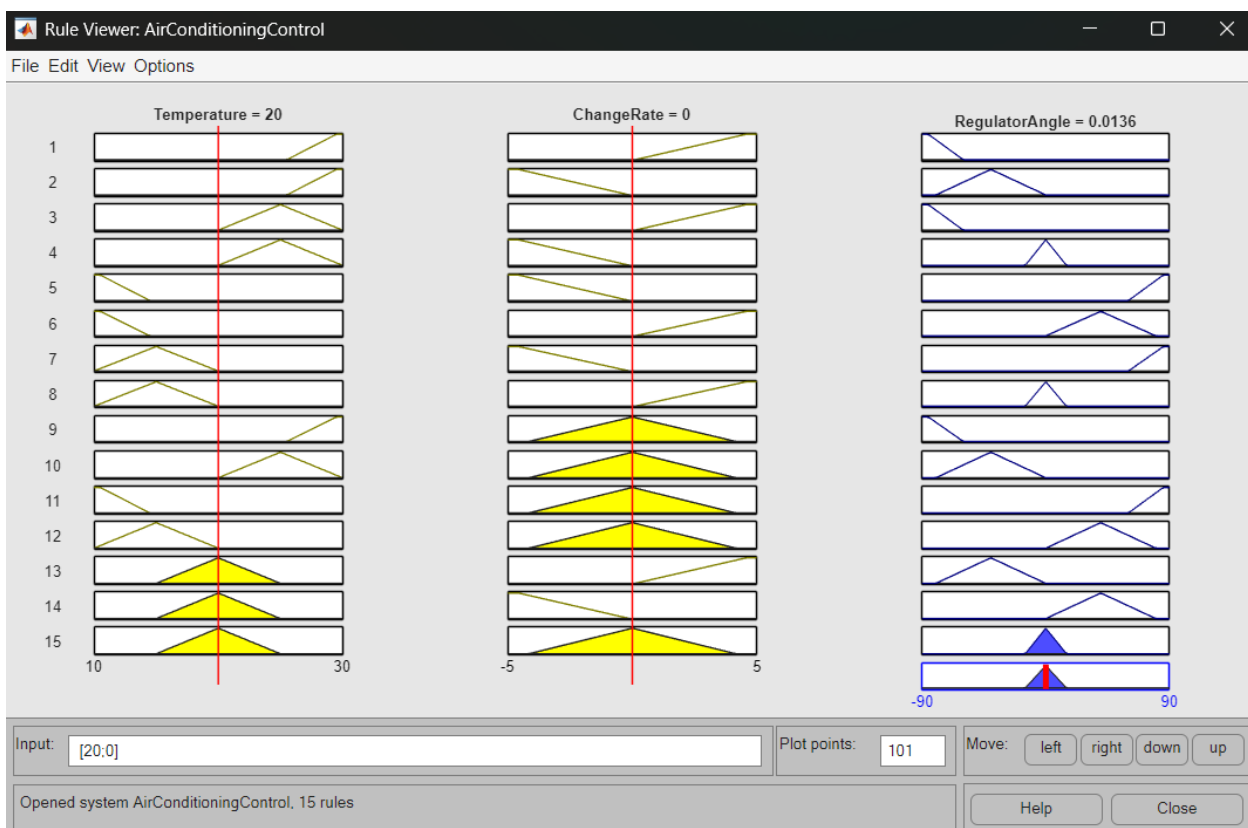 Rule Viewer: AirConditioningControl
File Edit View Options
Temperature = 20
ChangeRate = 0
RegulatorAngle = 0.0136
1
2
3
4
5
6
7
8
9
10
11
12
13
14
15
10 30
-5 5
-90 90
Input: [20;0]
Plot points: 101
Move: left right down up
Opened system AirConditioningControl, 15 rules
Help Close